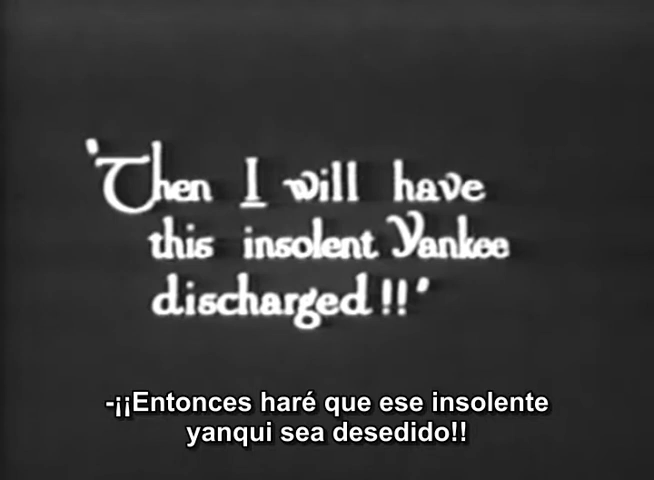 'Then I will have
this insolent Yankee
discharged!!'
-¡¡Entonces haré que ese insolente
yanqui sea desedido!!